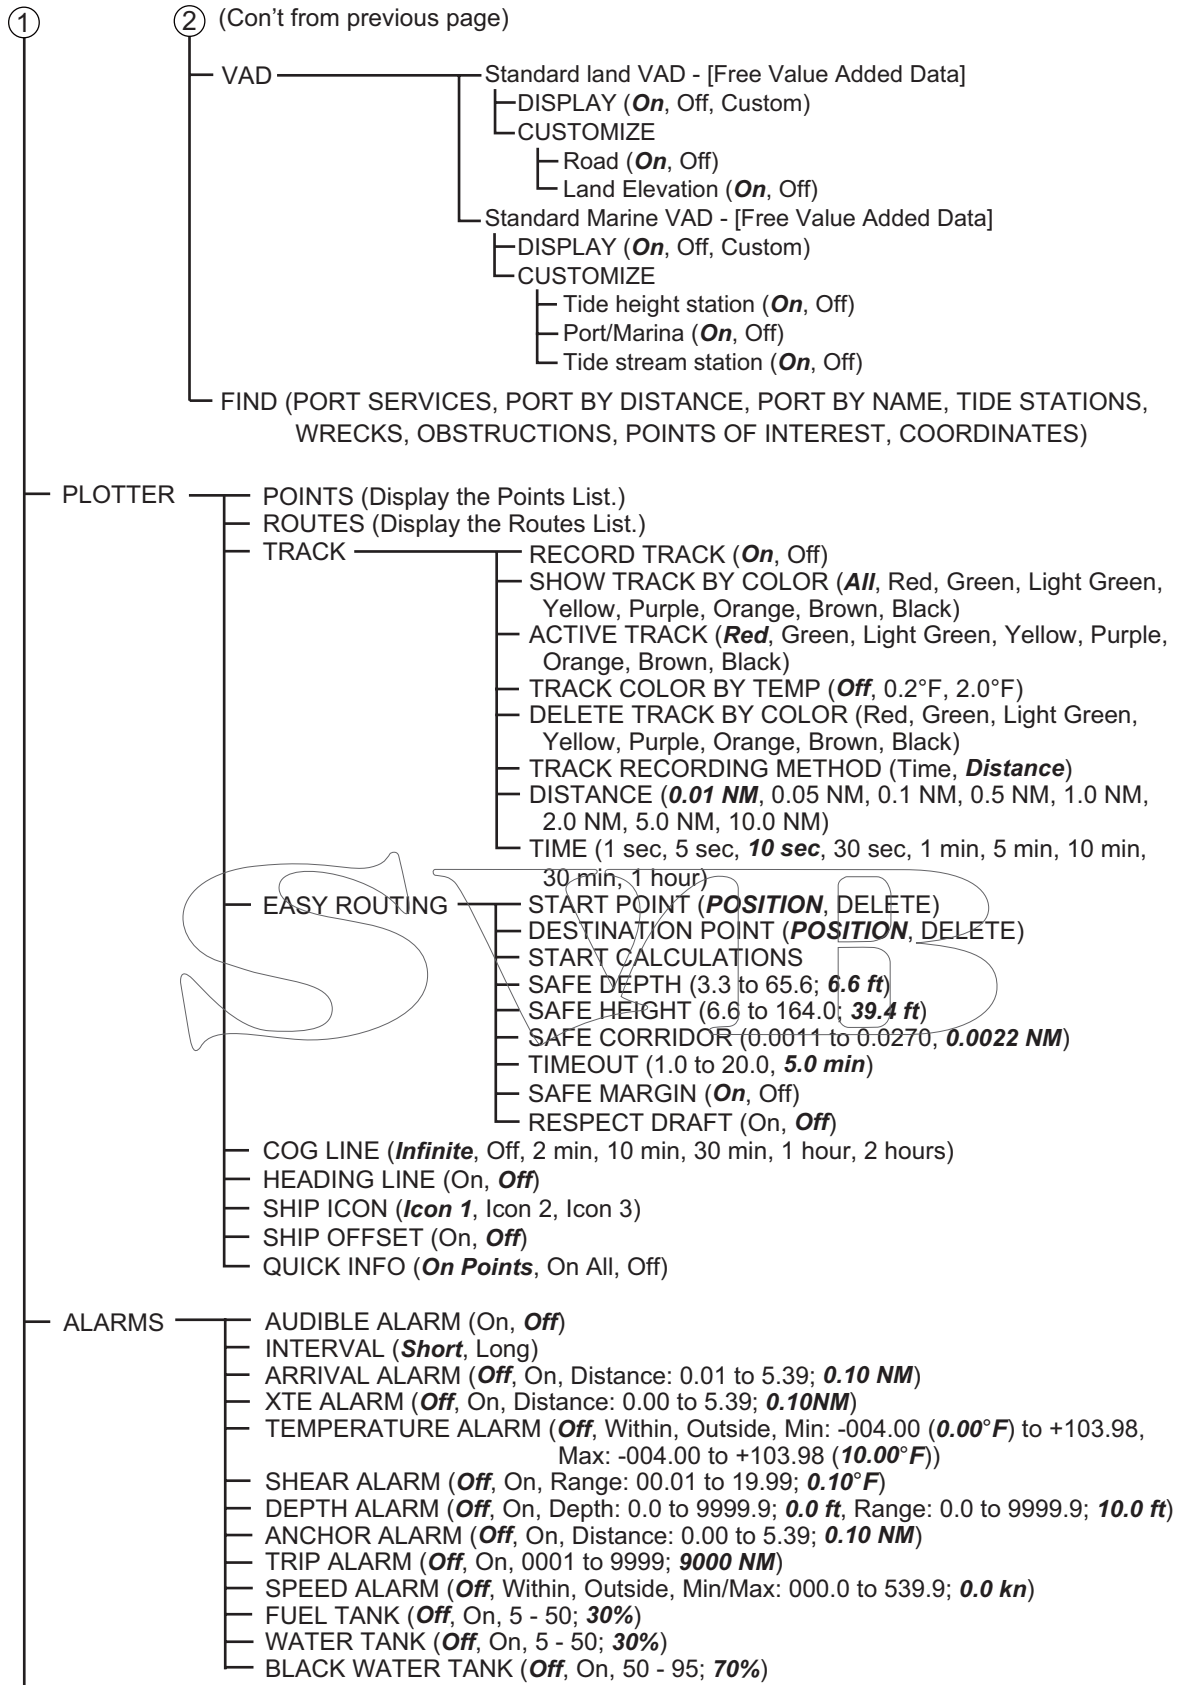 1
2 (Con't from previous page)
VAD
Standard land VAD - [Free Value Added Data]
DISPLAY (On, Off, Custom)
CUSTOMIZE
Road (On, Off)
Land Elevation (On, Off)
Standard Marine VAD - [Free Value Added Data]
DISPLAY (On, Off, Custom)
CUSTOMIZE
Tide height station (On, Off)
Port/Marina (On, Off)
Tide stream station (On, Off)
FIND (PORT SERVICES, PORT BY DISTANCE, PORT BY NAME, TIDE STATIONS,
WRECKS, OBSTRUCTIONS, POINTS OF INTEREST, COORDINATES)
PLOTTER
POINTS (Display the Points List.)
ROUTES (Display the Routes List.)
TRACK
RECORD TRACK (On, Off)
SHOW TRACK BY COLOR (All, Red, Green, Light Green,
Yellow, Purple, Orange, Brown, Black)
ACTIVE TRACK (Red, Green, Light Green, Yellow, Purple,
Orange, Brown, Black)
TRACK COLOR BY TEMP (Off, 0.2°F, 2.0°F)
DELETE TRACK BY COLOR (Red, Green, Light Green,
Yellow, Purple, Orange, Brown, Black)
TRACK RECORDING METHOD (Time, Distance)
DISTANCE (0.01 NM, 0.05 NM, 0.1 NM, 0.5 NM, 1.0 NM,
2.0 NM, 5.0 NM, 10.0 NM)
TIME (1 sec, 5 sec, 10 sec, 30 sec, 1 min, 5 min, 10 min,
30 min, 1 hour)
EASY ROUTING
START POINT (POSITION, DELETE)
DESTINATION POINT (POSITION, DELETE)
START CALCULATIONS
SAFE DEPTH (3.3 to 65.6; 6.6 ft)
SAFE HEIGHT (6.6 to 164.0; 39.4 ft)
SAFE CORRIDOR (0.0011 to 0.0270, 0.0022 NM)
TIMEOUT (1.0 to 20.0, 5.0 min)
SAFE MARGIN (On, Off)
RESPECT DRAFT (On, Off)
SYIB
COG LINE (Infinite, Off, 2 min, 10 min, 30 min, 1 hour, 2 hours)
HEADING LINE (On, Off)
SHIP ICON (Icon 1, Icon 2, Icon 3)
SHIP OFFSET (On, Off)
QUICK INFO (On Points, On All, Off)
ALARMS
AUDIBLE ALARM (On, Off)
INTERVAL (Short, Long)
ARRIVAL ALARM (Off, On, Distance: 0.01 to 5.39; 0.10 NM)
XTE ALARM (Off, On, Distance: 0.00 to 5.39; 0.10NM)
TEMPERATURE ALARM (Off, Within, Outside, Min: -004.00 (0.00°F) to +103.98,
Max: -004.00 to +103.98 (10.00°F))
SHEAR ALARM (Off, On, Range: 00.01 to 19.99; 0.10°F)
DEPTH ALARM (Off, On, Depth: 0.0 to 9999.9; 0.0 ft, Range: 0.0 to 9999.9; 10.0 ft)
ANCHOR ALARM (Off, On, Distance: 0.00 to 5.39; 0.10 NM)
TRIP ALARM (Off, On, 0001 to 9999; 9000 NM)
SPEED ALARM (Off, Within, Outside, Min/Max: 000.0 to 539.9; 0.0 kn)
FUEL TANK (Off, On, 5 - 50; 30%)
WATER TANK (Off, On, 5 - 50; 30%)
BLACK WATER TANK (Off, On, 50 - 95; 70%)